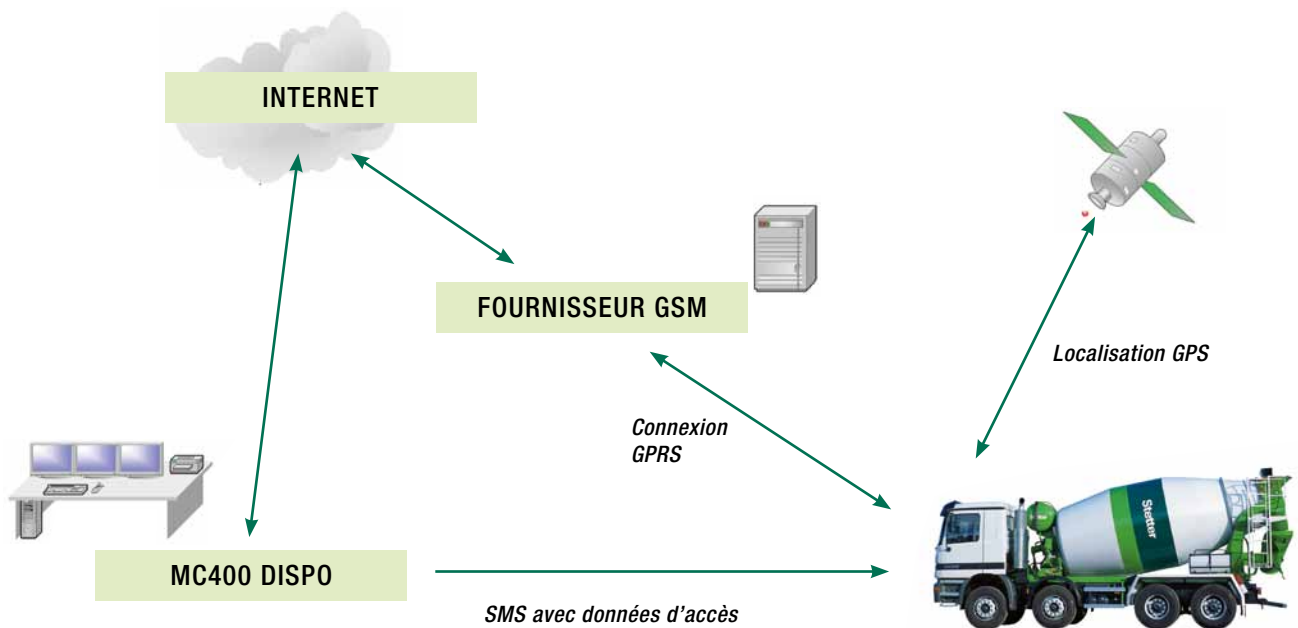 INTERNET
FOURNISSEUR GSM
Localisation GPS
Connexion
GPRS
Stetter
MC400 DISPO
SMS avec données d'accès